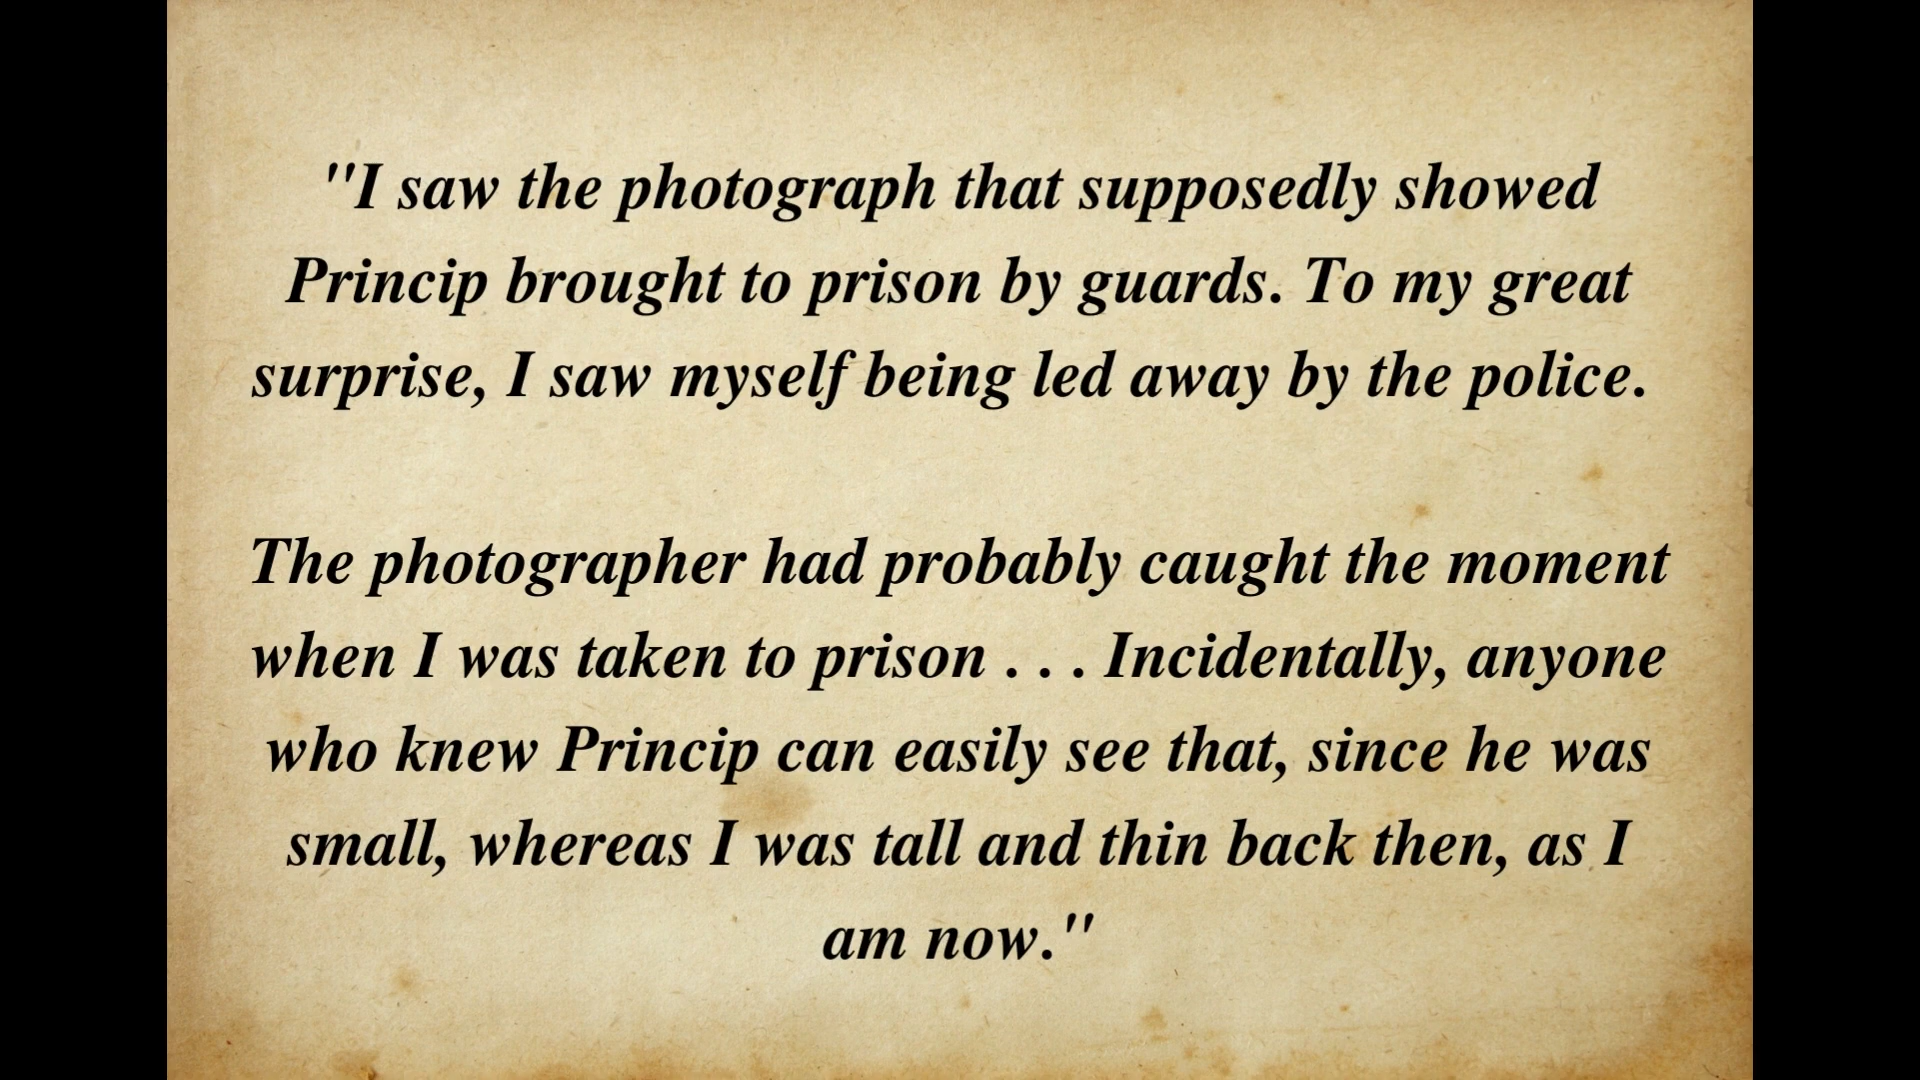 "I saw the photograph that supposedly showed
Princip brought to prison by guards. To my great
surprise, I saw myself being led away by the police.
The photographer had probably caught the moment
when I was taken to prison . . . Incidentally, anyone
who knew Princip can easily see that, since he was
small, whereas I was tall and thin back then, as I
am now."